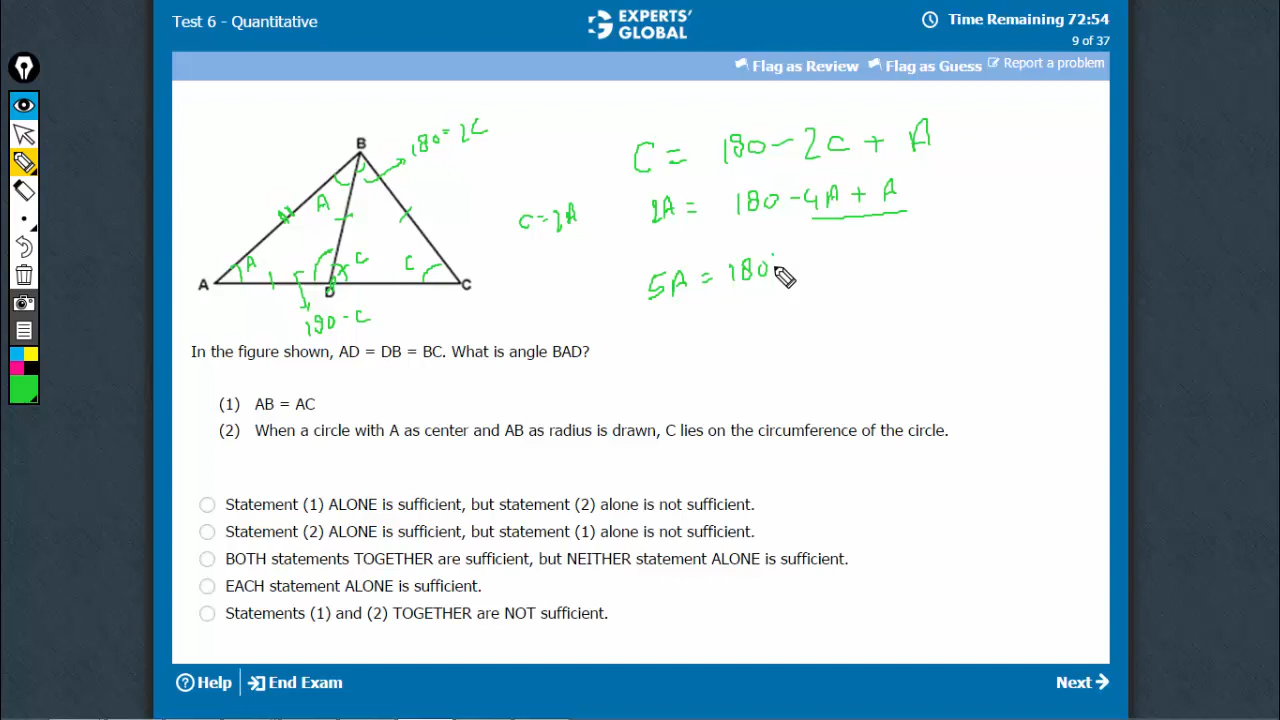 Test 6 - Quantitative
EXPERTS'
GLOBAL
Time Remaining 72:54
9 of 37
Flag as Review
Flag as Guess
Report a problem
B
180-2C
A
C
A
C
A
D
C
180-C
C=2A
C = 180-2C + A
2A = 180-4A + A
5A = 180
In the figure shown, AD = DB = BC. What is angle BAD?
(1) AB = AC
(2) When a circle with A as center and AB as radius is drawn, C lies on the circumference of the circle.
Statement (1) ALONE is sufficient, but statement (2) alone is not sufficient.
Statement (2) ALONE is sufficient, but statement (1) alone is not sufficient.
BOTH statements TOGETHER are sufficient, but NEITHER statement ALONE is sufficient.
EACH statement ALONE is sufficient.
Statements (1) and (2) TOGETHER are NOT sufficient.
Help
End Exam
Next